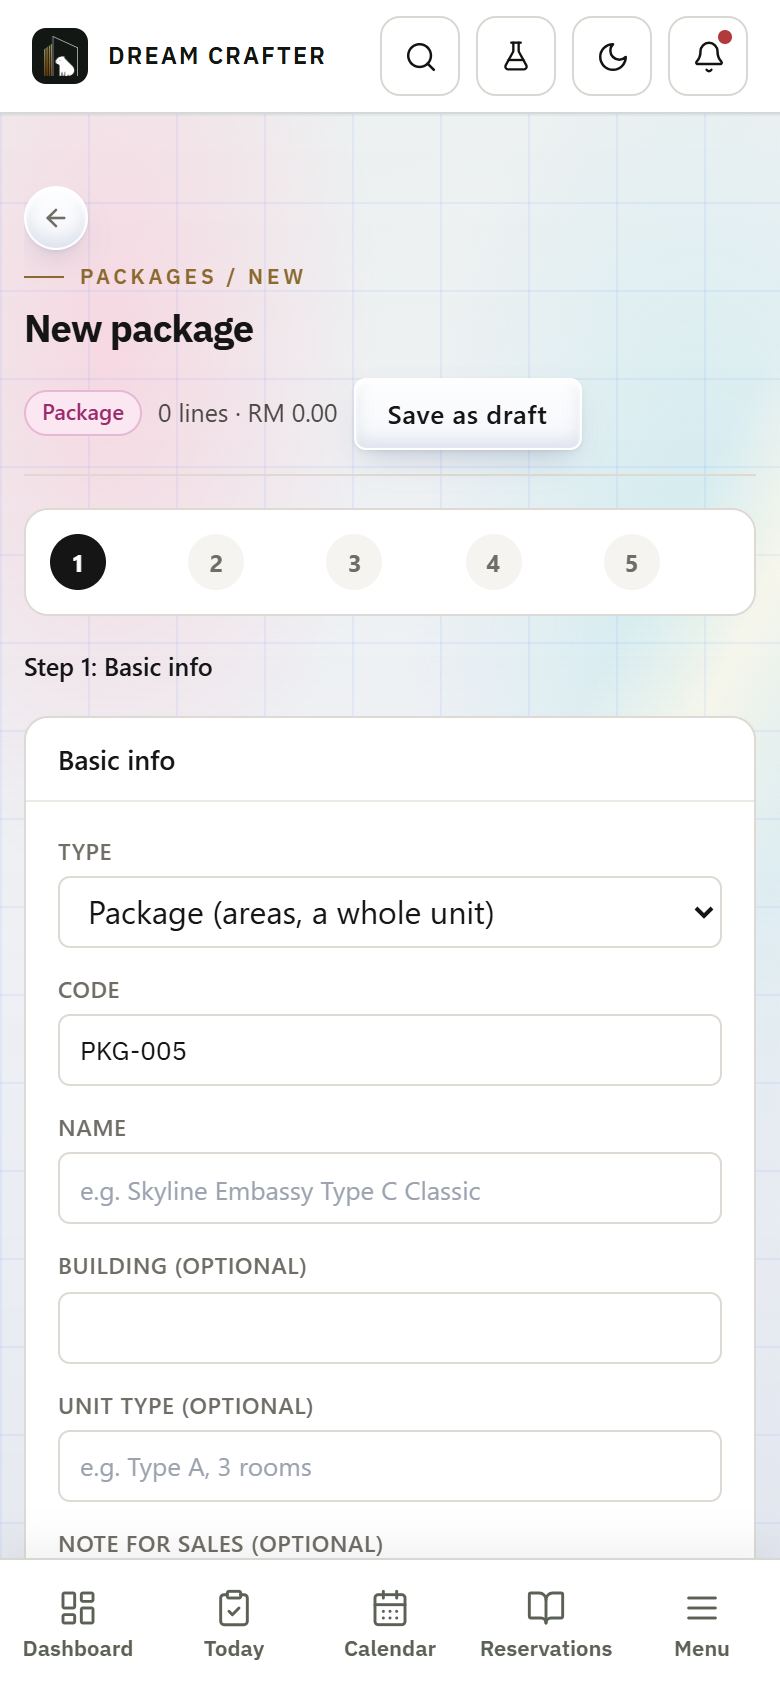 DREAM CRAFTER
PACKAGES / NEW
New package
Package 0 lines · RM 0.00 Save as draft
1 2 3 4 5
Step 1: Basic info
Basic info
TYPE
Package (areas, a whole unit)
CODE
PKG-005
NAME
e.g. Skyline Embassy Type C Classic
BUILDING (OPTIONAL)
UNIT TYPE (OPTIONAL)
e.g. Type A, 3 rooms
NOTE FOR SALES (OPTIONAL)
Dashboard Today Calendar Reservations Menu